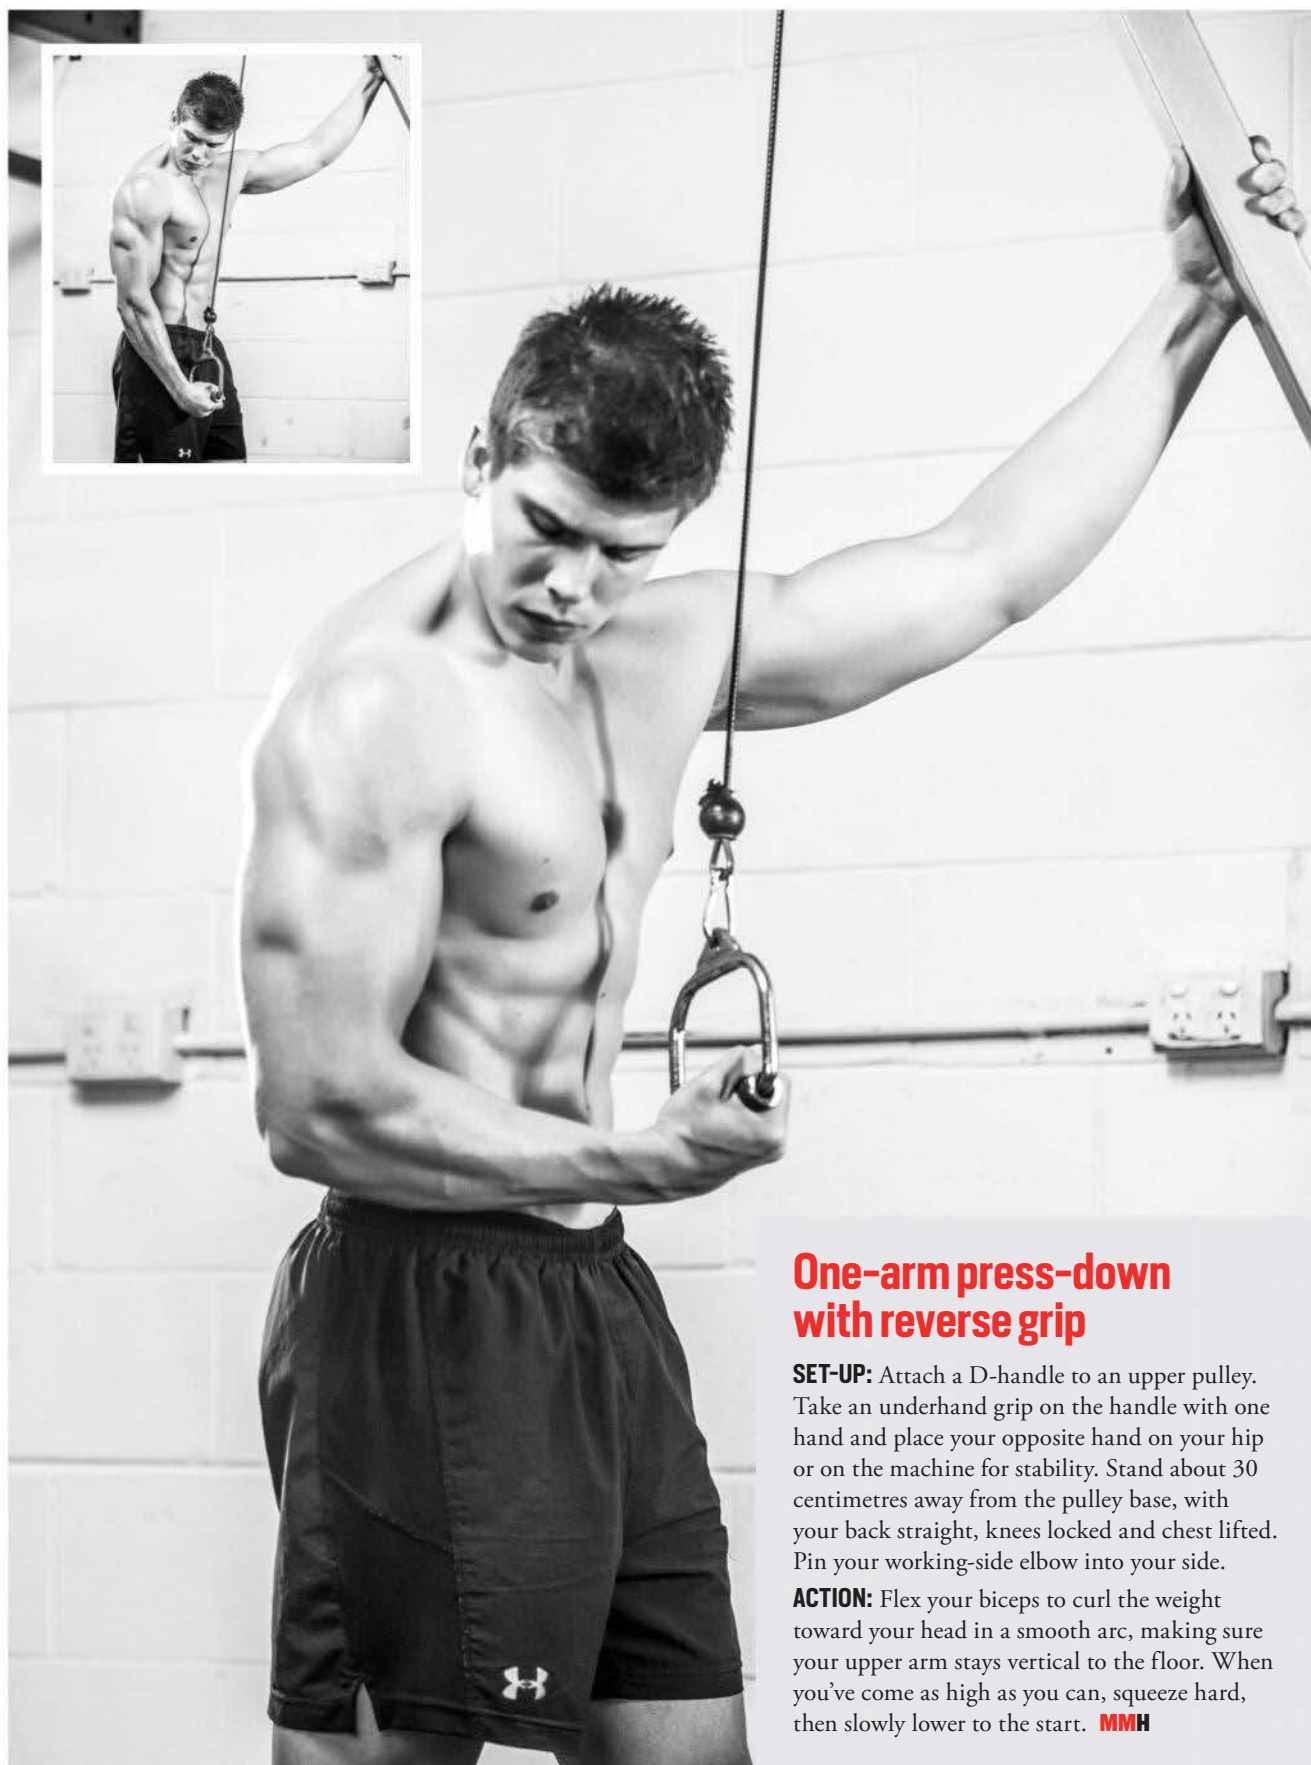 One-arm press-down
with reverse grip
SET-UP: Attach a D-handle to an upper pulley.
Take an underhand grip on the handle with one
hand and place your opposite hand on your hip
or on the machine for stability. Stand about 30
centimetres away from the pulley base, with
your back straight, knees locked and chest lifted.
Pin your working-side elbow into your side.
ACTION: Flex your biceps to curl the weight
toward your head in a smooth arc, making sure
your upper arm stays vertical to the floor. When
you’ve come as high as you can, squeeze hard,
then slowly lower to the start. MMH